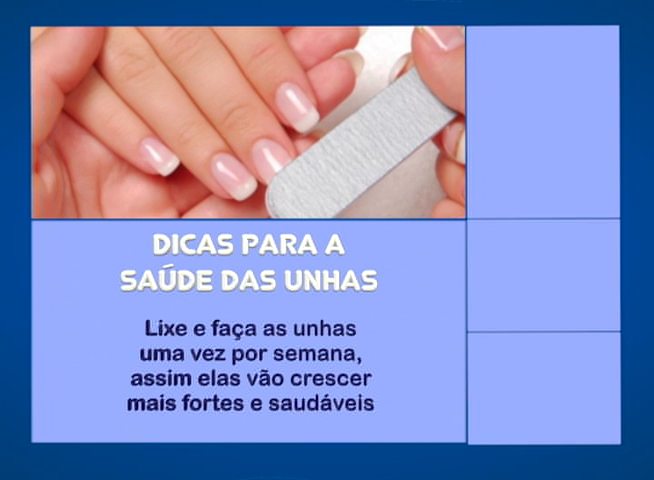 DICAS PARA A
SAÚDE DAS UNHAS
Lixe e faça as unhas
uma vez por semana,
assim elas vão crescer
mais fortes e saudáveis